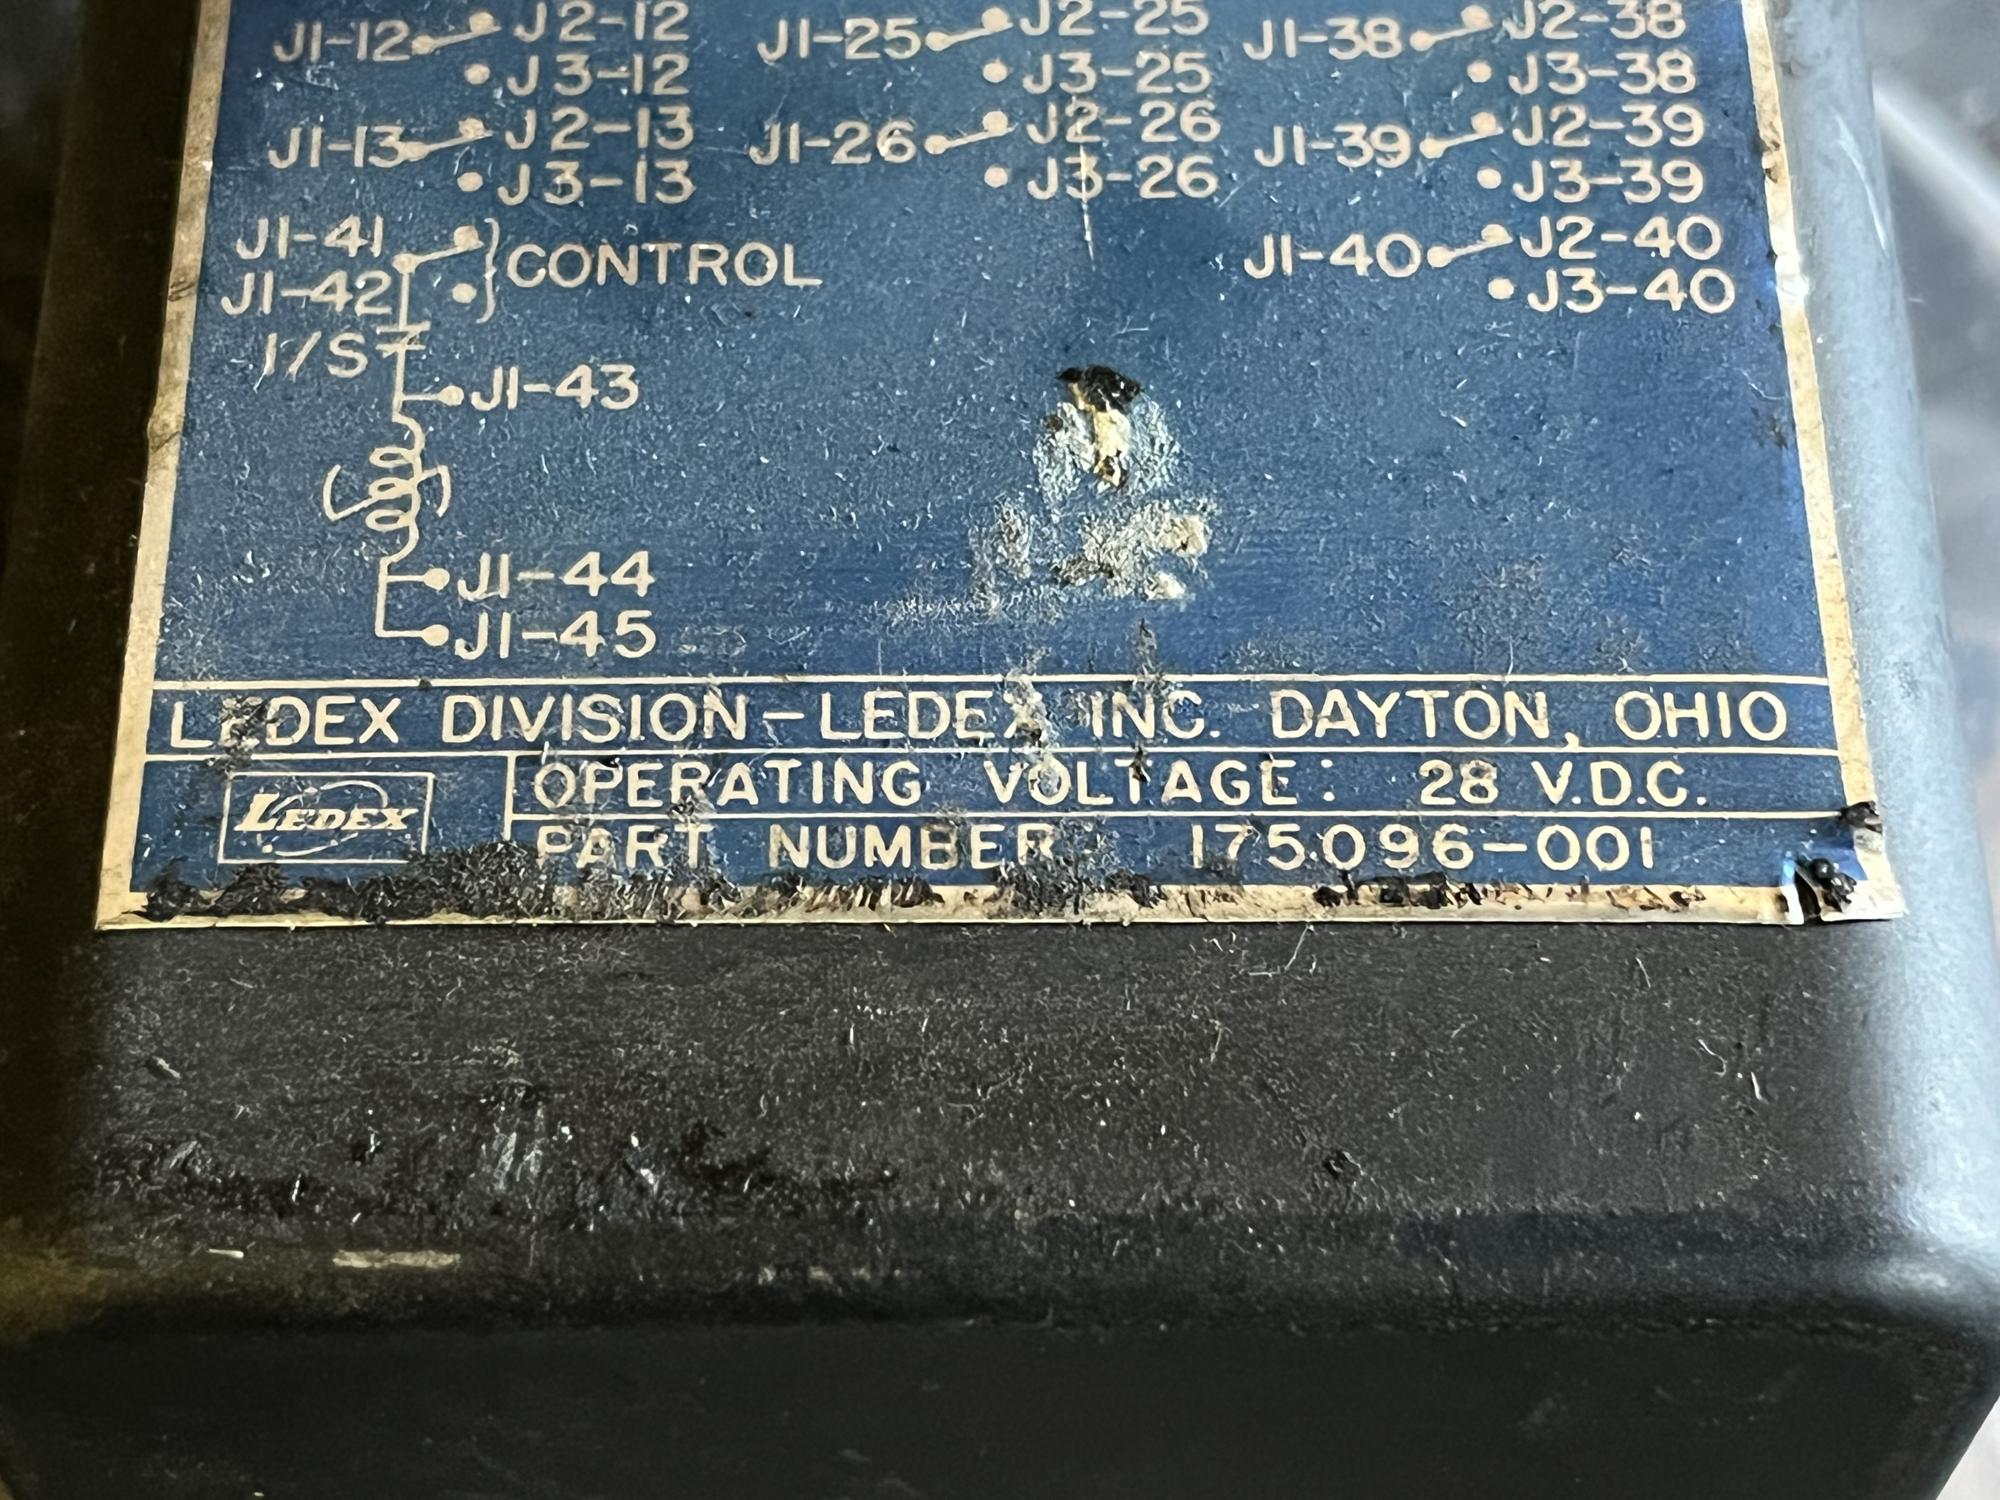 J1-12 J2-12 J1-25 J2-25 J1-38 J2-38
J3-12 J3-25 J3-38
J1-13 J2-13 J1-26 J2-26 J1-39 J2-39
J3-13 J3-26 J3-39
J1-41 CONTROL J1-40 J2-40
J1-42 J3-40
I/S
J1-43
J1-44
J1-45
LEDEX DIVISION-LEDEX INC. DAYTON, OHIO
LEDEX
OPERATING VOLTAGE: 28 V.D.C.
PART NUMBER 175096-001